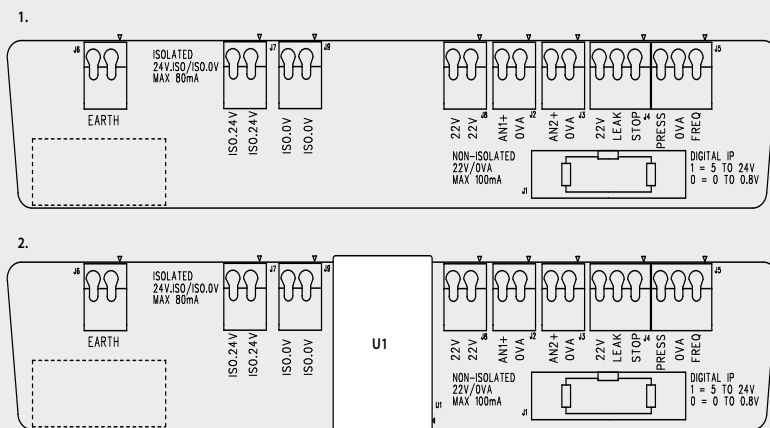 1.
J6
ISOLATED
24V.ISO/ISO.0V
MAX 80mA
J7
J9
J8
J2
J3
J4
J5
EARTH
ISO.24V
ISO.24V
ISO.0V
ISO.0V
22V
22V
AN1+
0VA
AN2+
0VA
22V
LEAK
STOP
PRESS
0VA
FREQ
NON-ISOLATED
22V/0VA
MAX 100mA
J1
DIGITAL IP
1 = 5 TO 24V
0 = 0 TO 0.8V
2.
J6
ISOLATED
24V.ISO/ISO.0V
MAX 80mA
J7
J9
J8
J2
J3
J4
J5
EARTH
ISO.24V
ISO.24V
ISO.0V
ISO.0V
U1
22V
22V
AN1+
0VA
AN2+
0VA
22V
LEAK
STOP
PRESS
0VA
FREQ
NON-ISOLATED
22V/0VA
MAX 100mA
U1
J1
DIGITAL IP
1 = 5 TO 24V
0 = 0 TO 0.8V